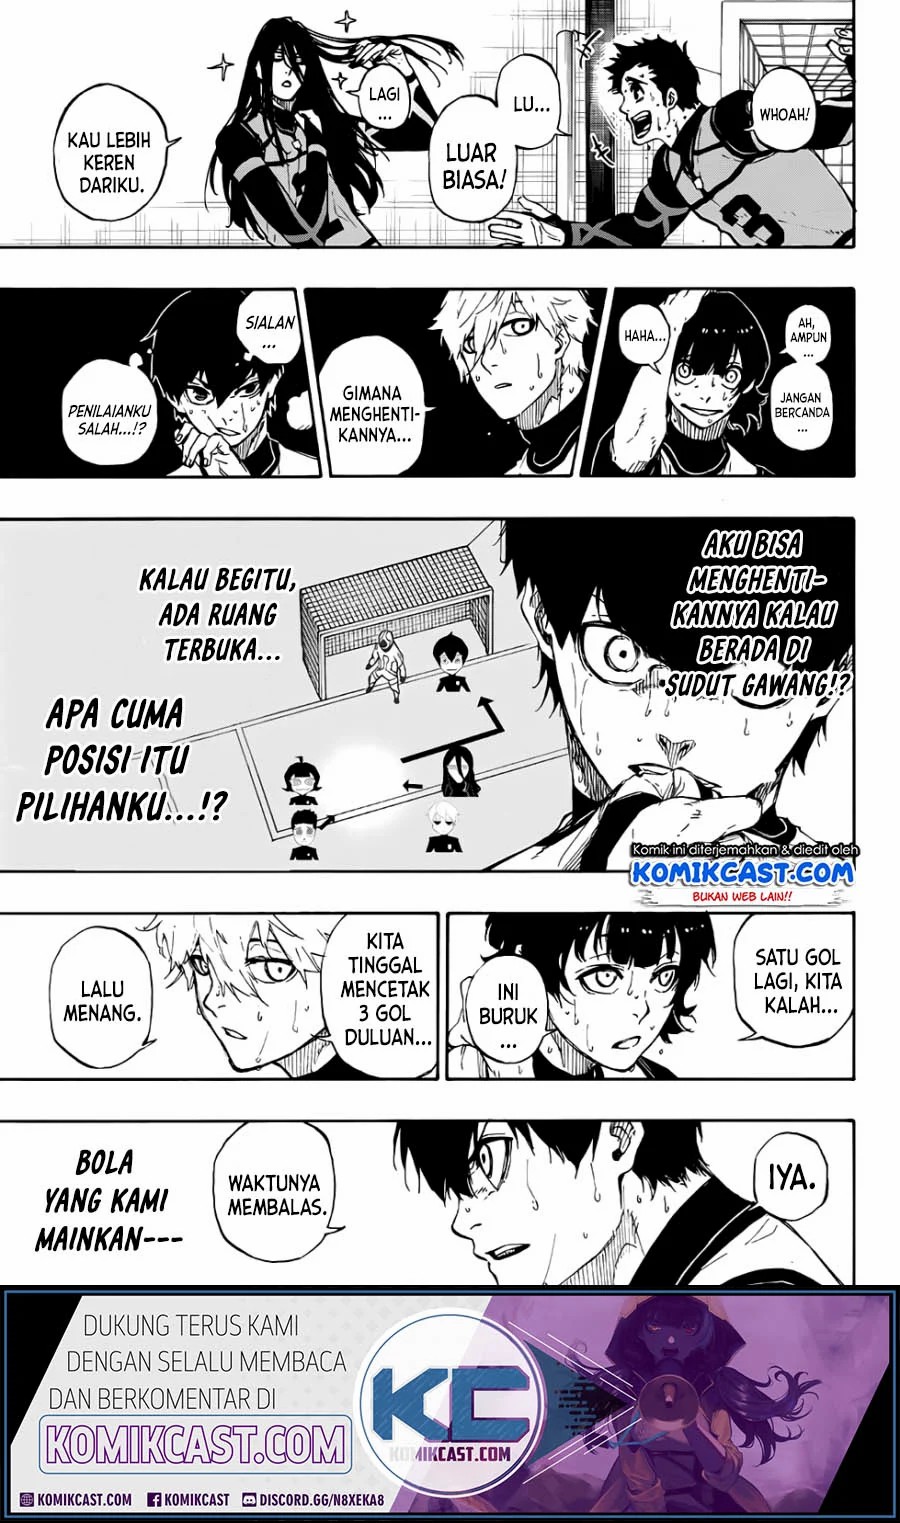 WHOAH!
LU...
LUAR
BIASA!
LAGI
...
KAU LEBIH
KEREN
DARIKU.
AH,
AMPUN
...
JANGAN
BERCANDA
...
HAHA...
GIMANA
MENGHENTI-
KANNYA...
SIALAN
...
PENILAIANKU
SALAH...!?
AKU BISA
MENGHENTI-
KANNYA KALAU
BERADA DI
SUDUT GAWANG!?
KALAU BEGITU,
ADA RUANG
TERBUKA...
APA CUMA
POSISI ITU
PILIHANKU...!?
Komik ini diterjemahkan & diedit oleh
KOMIKCAST.COM
BUKAN WEB LAIN!!
SATU GOL
LAGI, KITA
KALAH...
INI
BURUK
...
KITA
TINGGAL
MENCETAK
3 GOL
DULUAN...
LALU
MENANG.
IYA.
WAKTUNYA
MEMBALAS.
BOLA
YANG KAMI
MAINKAN---
DUKUNG TERUS KAMI
DENGAN SELALU MEMBACA
DAN BERKOMENTAR DI
KOMIKCAST.COM
KC
KOMIKCAST.COM
KOMIKCAST.COM KOMIKCAST DISCORD.GG/N8XEKA8